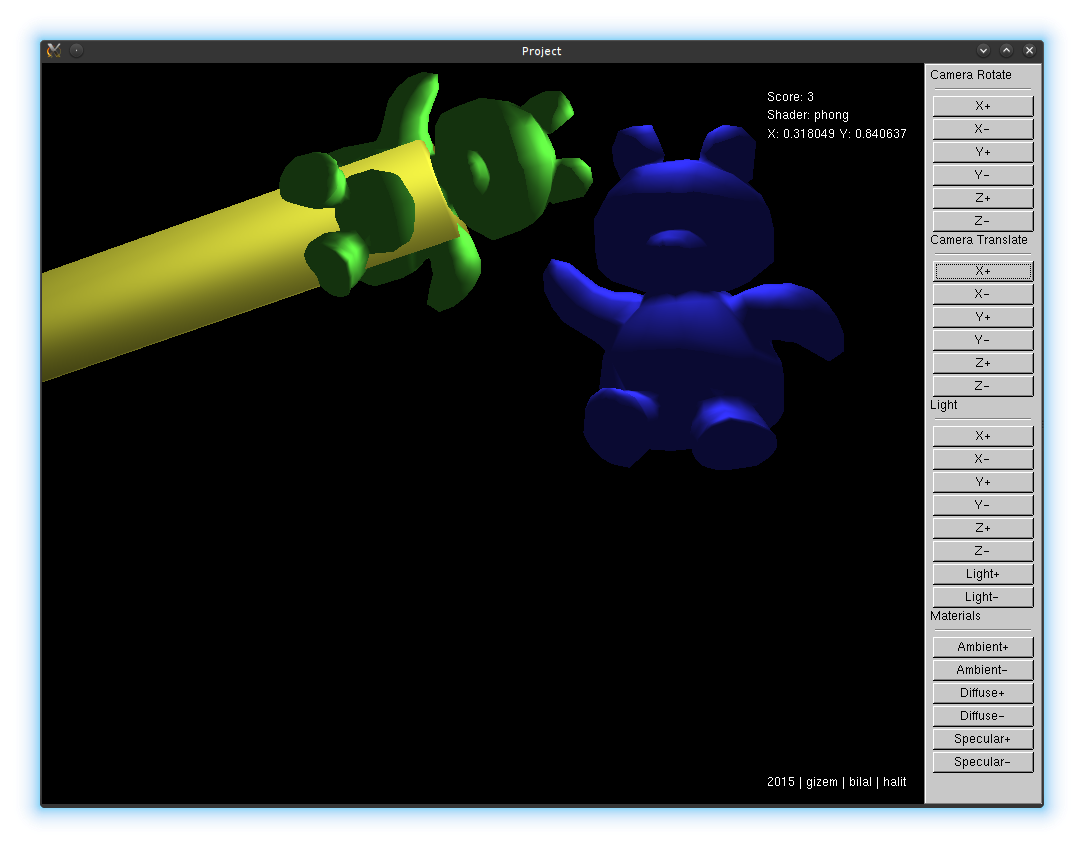 Project
Score: 3
Shader: phong
X: 0.318049 Y: 0.840637
2015 | gizem | bilal | halit
Camera Rotate
X+
X-
Y+
Y-
Z+
Z-
Camera Translate
X+
X-
Y+
Y-
Z+
Z-
Light
X+
X-
Y+
Y-
Z+
Z-
Light+
Light-
Materials
Ambient+
Ambient-
Diffuse+
Diffuse-
Specular+
Specular-